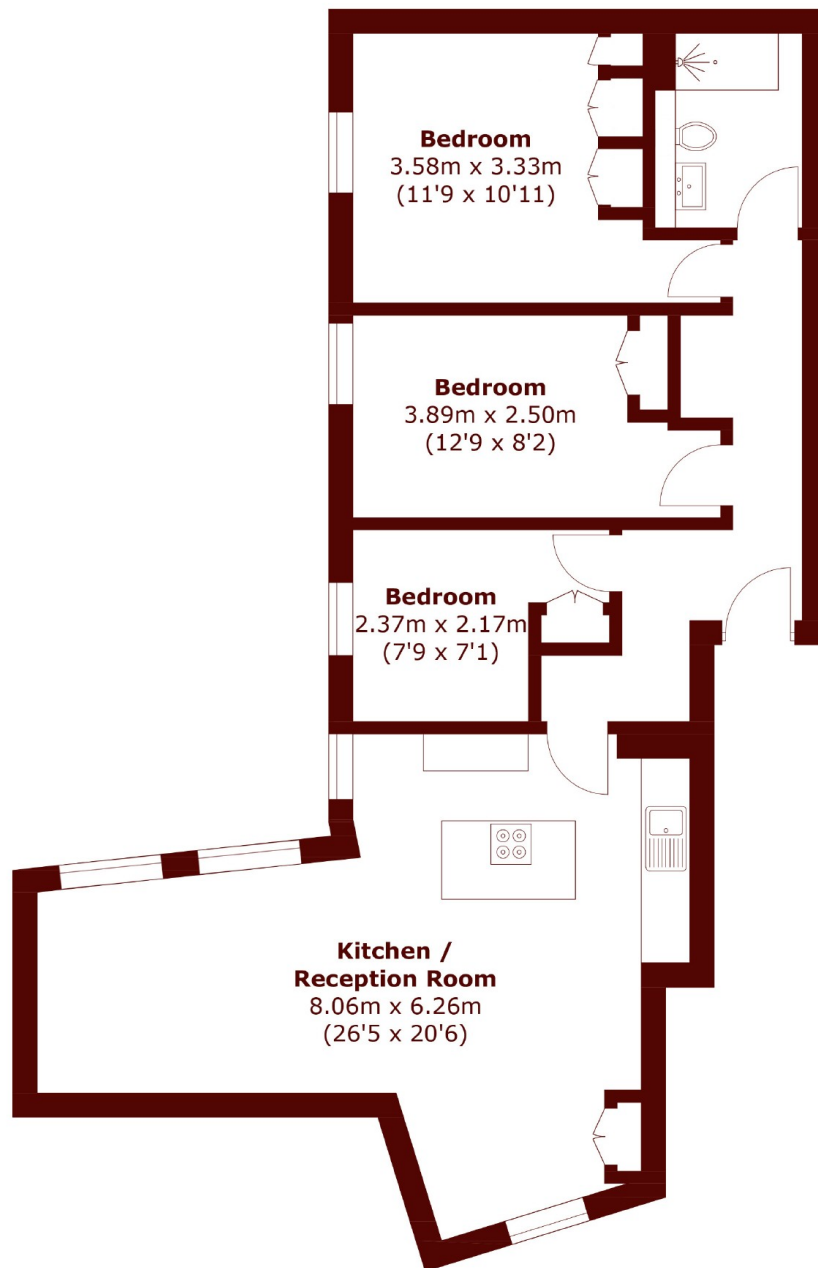 Bedroom
3.58m x 3.33m
(11'9 x 10'11)
Bedroom
3.89m x 2.50m
(12'9 x 8'2)
Bedroom
2.37m x 2.17m
(7'9 x 7'1)
Kitchen /
Reception Room
8.06m x 6.26m
(26'5 x 20'6)